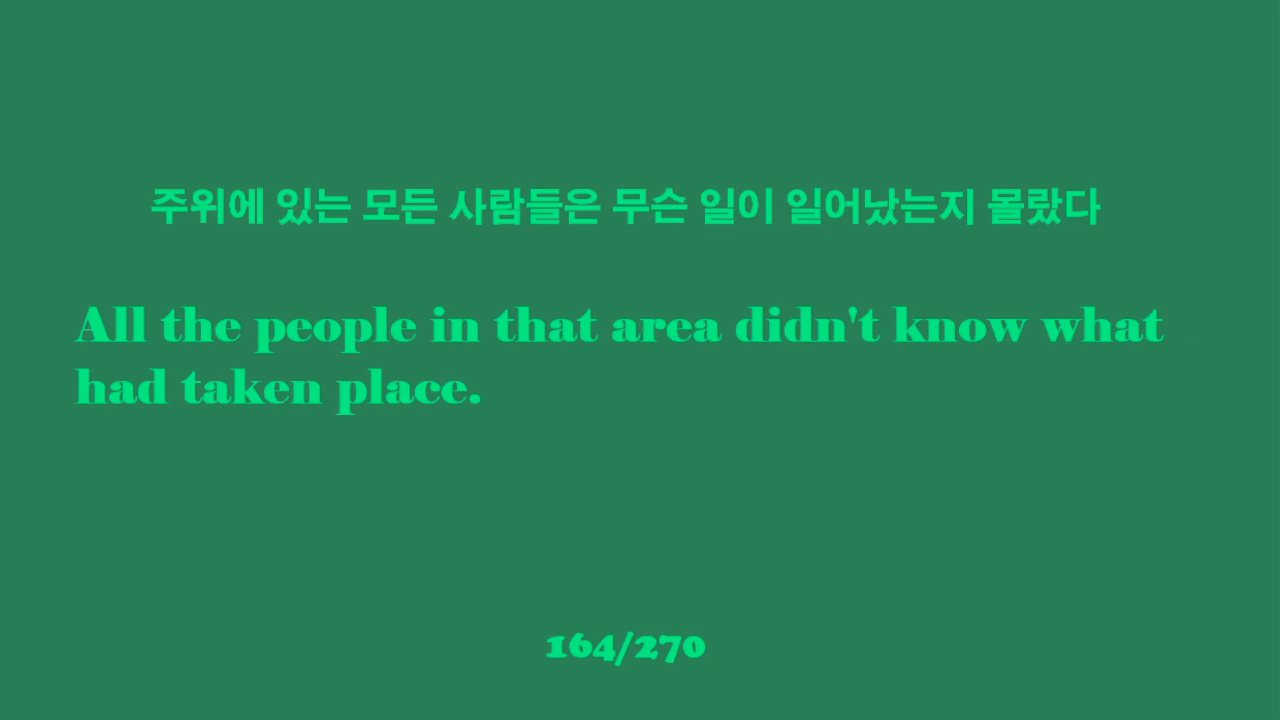 주위에 있는 모든 사람들은 무슨 일이 일어났는지 몰랐다
All the people in that area didn't know what
had taken place.
164/270